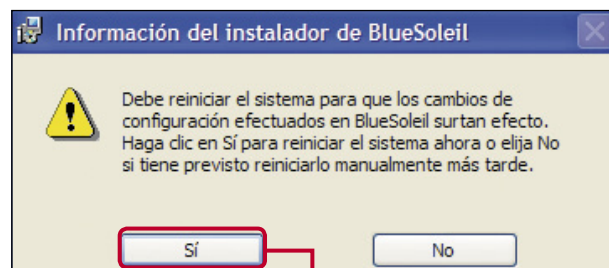 Información del instalador de BlueSoleil
Debe reiniciar el sistema para que los cambios de
configuración efectuados en BlueSoleil surtan efecto.
Haga clic en Sí para reiniciar el sistema ahora o elija No
si tiene previsto reiniciarlo manualmente más tarde.
Sí
No